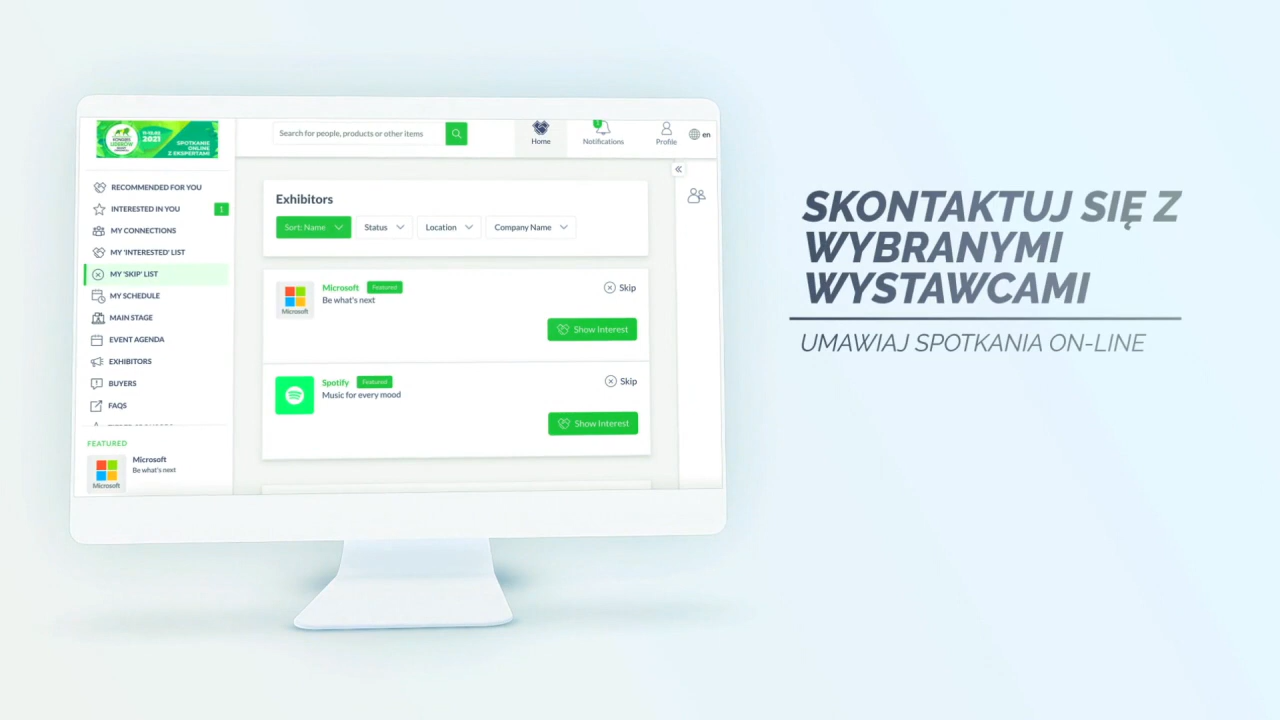 2021
SPOTKANIE
ONLINE
Z EKSPERTAMI
Search for people, products or other items
Home
1
Notifications
Profile
en
RECOMMENDED FOR YOU
INTERESTED IN YOU
1
MY CONNECTIONS
MY 'INTERESTED' LIST
MY 'SKIP' LIST
MY SCHEDULE
MAIN STAGE
EVENT AGENDA
EXHIBITORS
BUYERS
FAQS
FEATURED
Microsoft
Be what's next
Microsoft
Exhibitors
Sort: Name
Status
Location
Company Name
Microsoft
Microsoft Featured
Be what's next
Skip
Show Interest
Spotify Featured
Music for every mood
Skip
Show Interest
SKONTAKTUJ SIĘ Z
WYBRANYMI
WYSTAWCAMI
UMAWIAJ SPOTKANIA ON-LINE